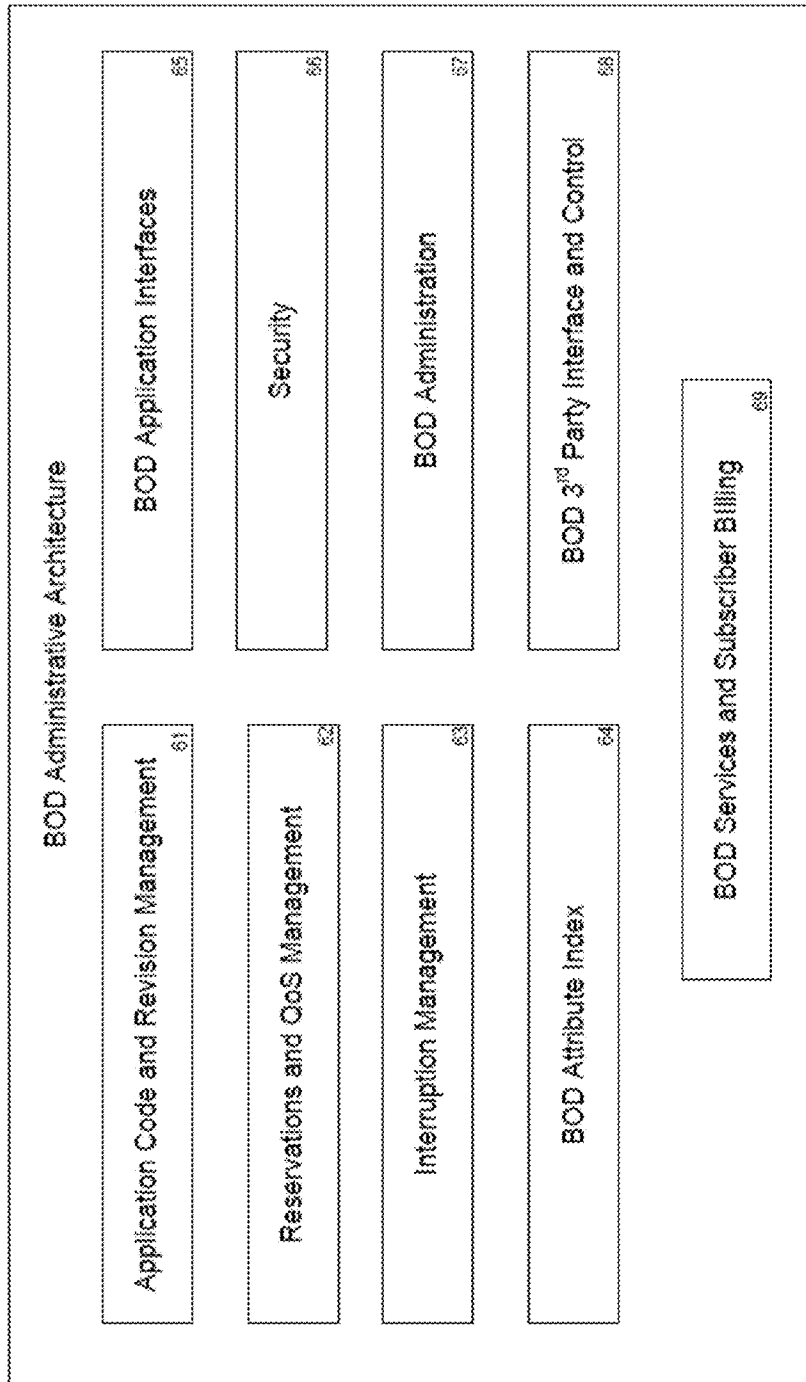 BOD Administrative Architecture
Application Code and Revision Management
61
Reservations and QoS Management
62
Interruption Management
63
BOD Attribute Index
64
BOD Application Interfaces
65
Security
66
BOD Administration
67
BOD 3rd Party Interface and Control
68
BOD Services and Subscriber Billing
69